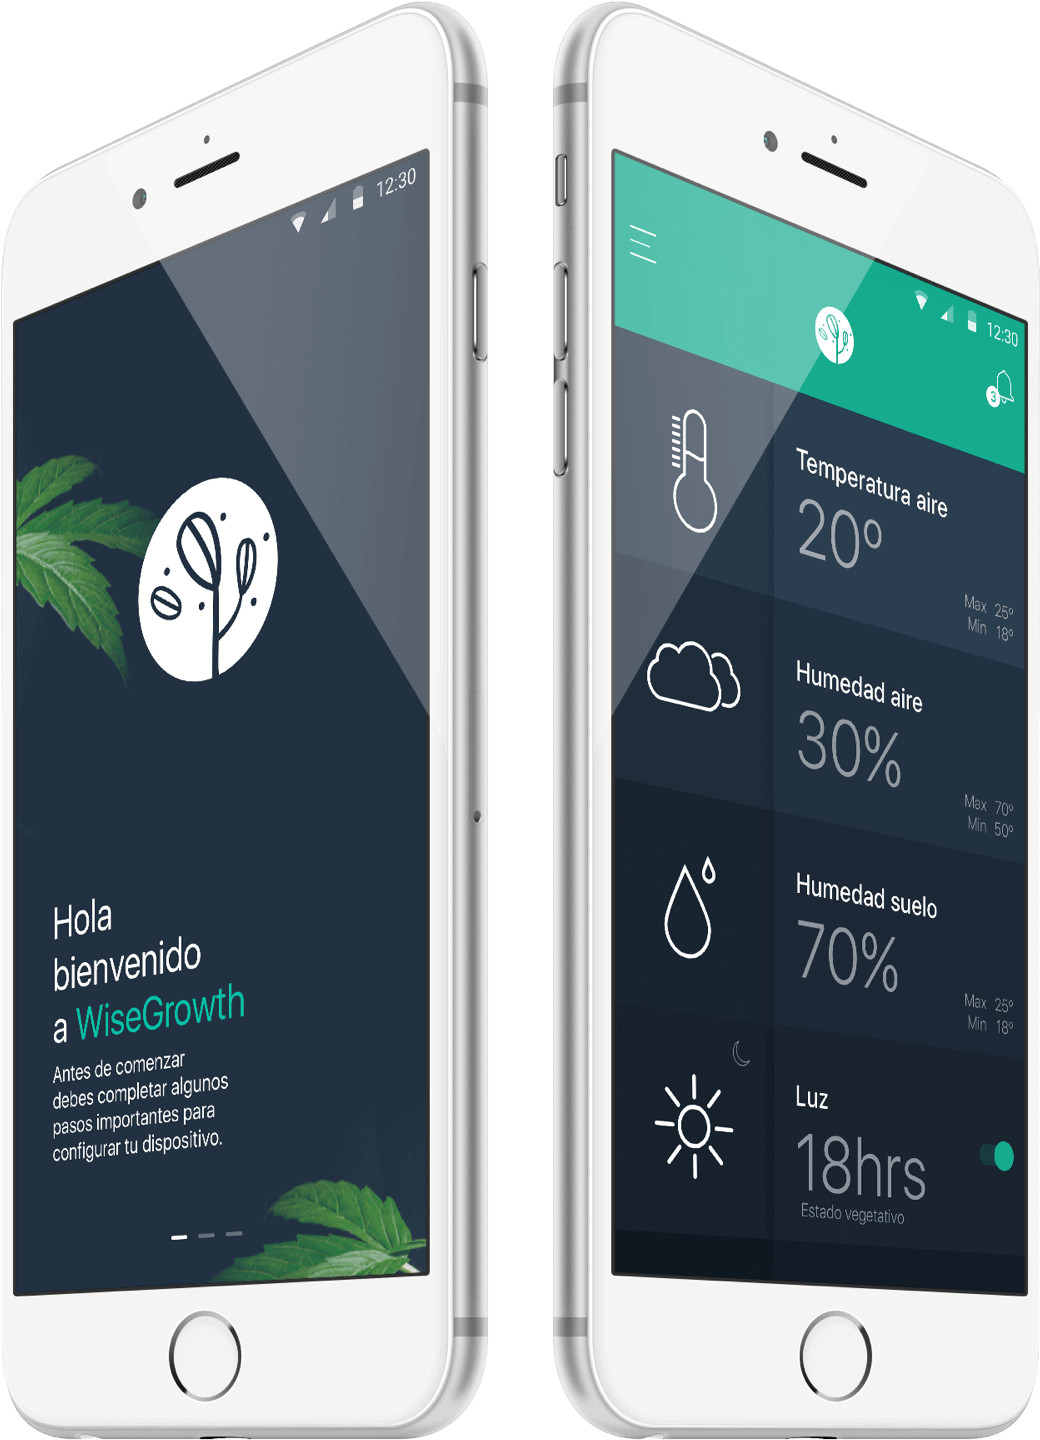 12:30
Hola
bienvenido
a WiseGrowth
Antes de comenzar
debes completar algunos
pasos importantes para
configurar tu dispositivo.
12:30
3
Temperatura aire
20º
Max 25º
Min 18º
Humedad aire
30%
Max 70º
Min 50º
Humedad suelo
70%
Max 25º
Min 18º
Luz
18hrs
Estado vegetativo